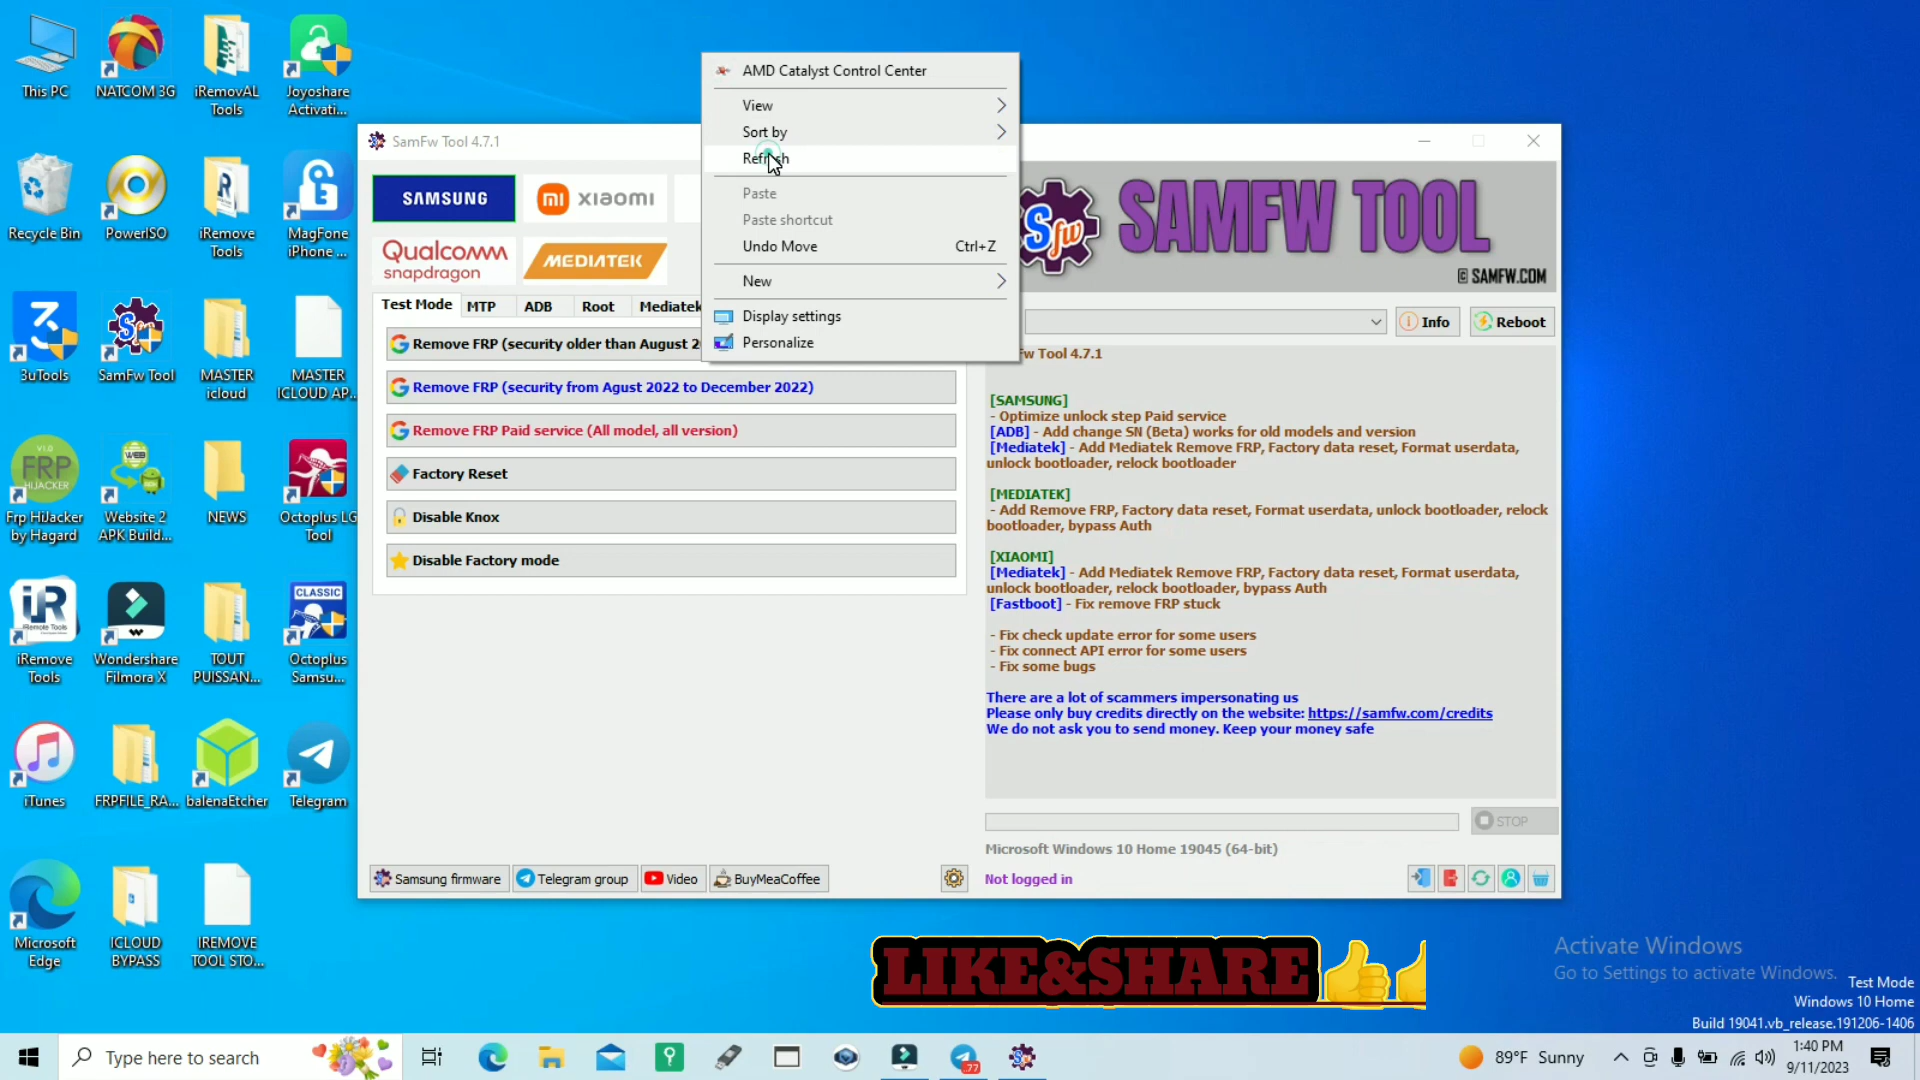 This PC
NATCOM 3G
iRemovAL
Tools
Joyoshare
Activati...
Recycle Bin
PowerISO
iRemove
Tools
MagFone
iPhone ...
3uTools
SamFw Tool
MASTER
icloud
MASTER
ICLOUD AP...
V1.0
FRP
HIJACKER
Frp HiJacker
by Hagard
WEB
Website 2
APK Build...
NEWS
Octoplus LG
Tool
iR
iRemote Tools
iRemove
Tools
Wondershare
Filmora X
TOUT
PUISSAN...
CLASSIC
Octoplus
Samsu...
iTunes
FRPFILE_RA...
balenaEtcher
Telegram
Microsoft
Edge
ICLOUD
BYPASS
IREMOVE
TOOL STO...
SamFw Tool 4.7.1
SAMSUNG
mi xiaomi
Qualcomm
snapdragon
MEDIATEK
Test Mode
MTP
ADB
Root
Mediatek
Remove FRP (security older than August 2
Remove FRP (security from Agust 2022 to December 2022)
Remove FRP Paid service (All model, all version)
Factory Reset
Disable Knox
Disable Factory mode
Samsung firmware
Telegram group
Video
BuyMeaCoffee
AMD Catalyst Control Center
View
Sort by
Refresh
Paste
Paste shortcut
Undo Move Ctrl+Z
New
Display settings
Personalize
Sfw
SAMFW TOOL
© SAMFW.COM
Info
Reboot
Fw Tool 4.7.1
[SAMSUNG]
- Optimize unlock step Paid service
[ADB] - Add change SN (Beta) works for old models and version
[Mediatek] - Add Mediatek Remove FRP, Factory data reset, Format userdata,
unlock bootloader, relock bootloader
[MEDIATEK]
- Add Remove FRP, Factory data reset, Format userdata, unlock bootloader, relock
bootloader, bypass Auth
[XIAOMI]
[Mediatek] - Add Mediatek Remove FRP, Factory data reset, Format userdata,
unlock bootloader, relock bootloader, bypass Auth
[Fastboot] - Fix remove FRP stuck
- Fix check update error for some users
- Fix connect API error for some users
- Fix some bugs
There are a lot of scammers impersonating us
Please only buy credits directly on the website: https://samfw.com/credits
We do not ask you to send money. Keep your money safe
STOP
Microsoft Windows 10 Home 19045 (64-bit)
Not logged in
LIKE&SHARE
Activate Windows
Go to Settings to activate Windows.
Test Mode
Windows 10 Home
Build 19041.vb_release.191206-1406
Type here to search
77
89°F Sunny
1:40 PM
9/11/2023